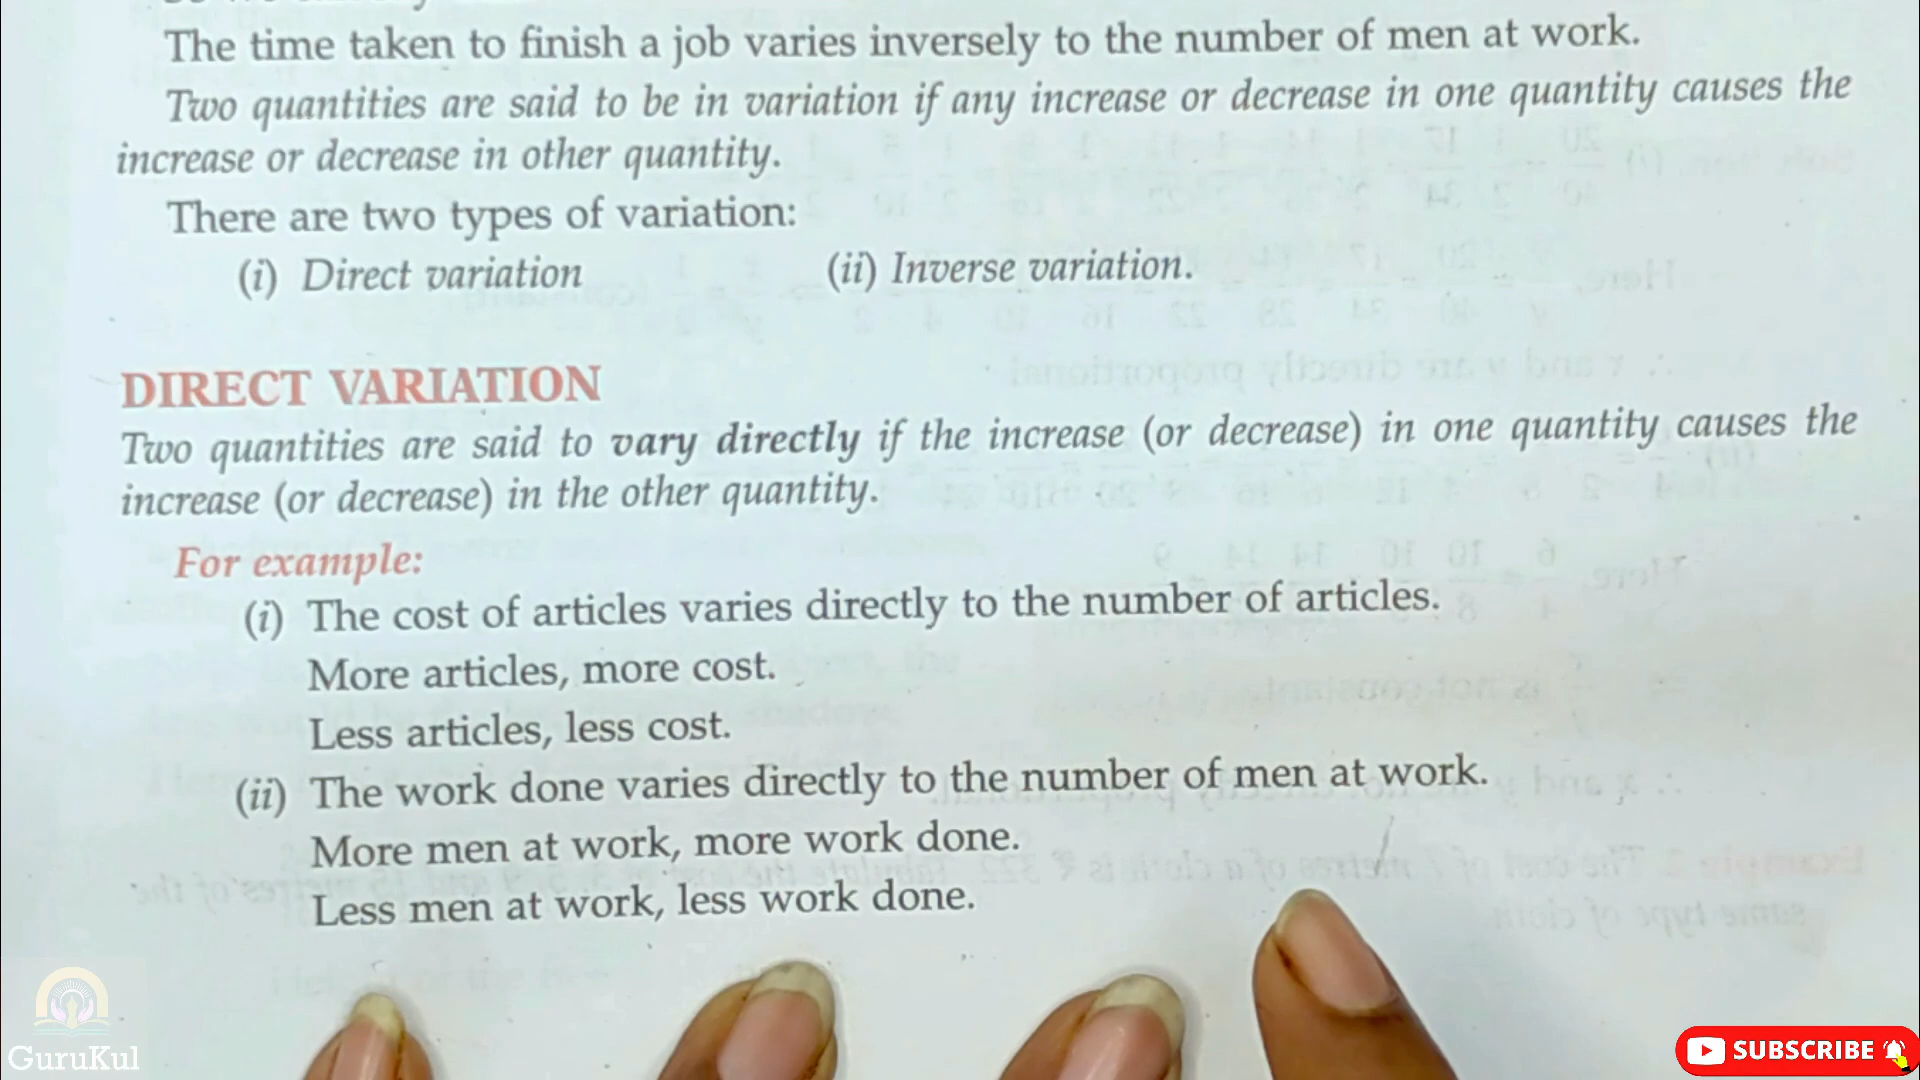 The time taken to finish a job varies inversely to the number of men at work.
Two quantities are said to be in variation if any increase or decrease in one quantity causes the
increase or decrease in other quantity.
There are two types of variation:
(i) Direct variation (ii) Inverse variation.
DIRECT VARIATION
Two quantities are said to vary directly if the increase (or decrease) in one quantity causes the
increase (or decrease) in the other quantity.
For example:
(i) The cost of articles varies directly to the number of articles.
More articles, more cost.
Less articles, less cost.
(ii) The work done varies directly to the number of men at work.
More men at work, more work done.
Less men at work, less work done.
GuruKul
SUBSCRIBE